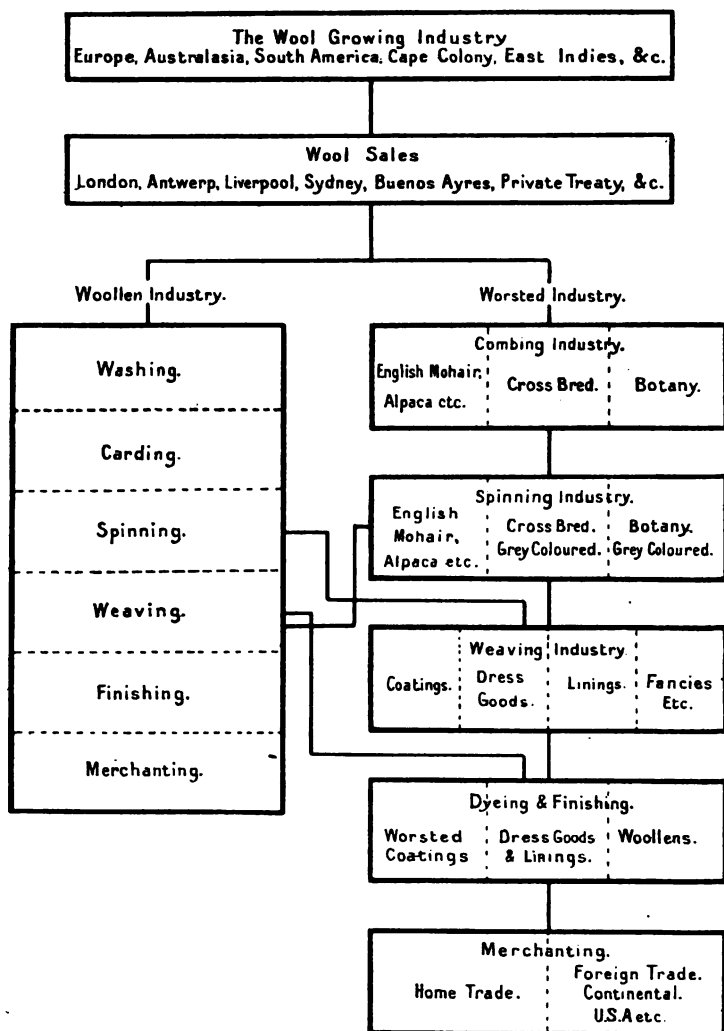 The Wool Growing Industry
Europe, Australasia, South America, Cape Colony, East Indies, &c.
Wool Sales
London, Antwerp, Liverpool, Sydney, Buenos Ayres, Private Treaty, &c.
Woollen Industry.
Washing.
Carding.
Spinning.
Weaving.
Finishing.
Merchanting.
Worsted Industry.
Combing Industry.
English Mohair,
Alpaca etc.
Cross Bred.
Botany.
Spinning Industry.
English
Mohair,
Alpaca etc.
Cross Bred.
Grey Coloured.
Botany.
Grey Coloured.
Weaving Industry
Coatings.
Dress
Goods.
Linings.
Fancies
Etc.
Dyeing & Finishing.
Worsted
Coatings
Dress Goods
& Linings.
Woollens.
Merchanting.
Home Trade.
Foreign Trade.
Continental.
U.S.A etc.